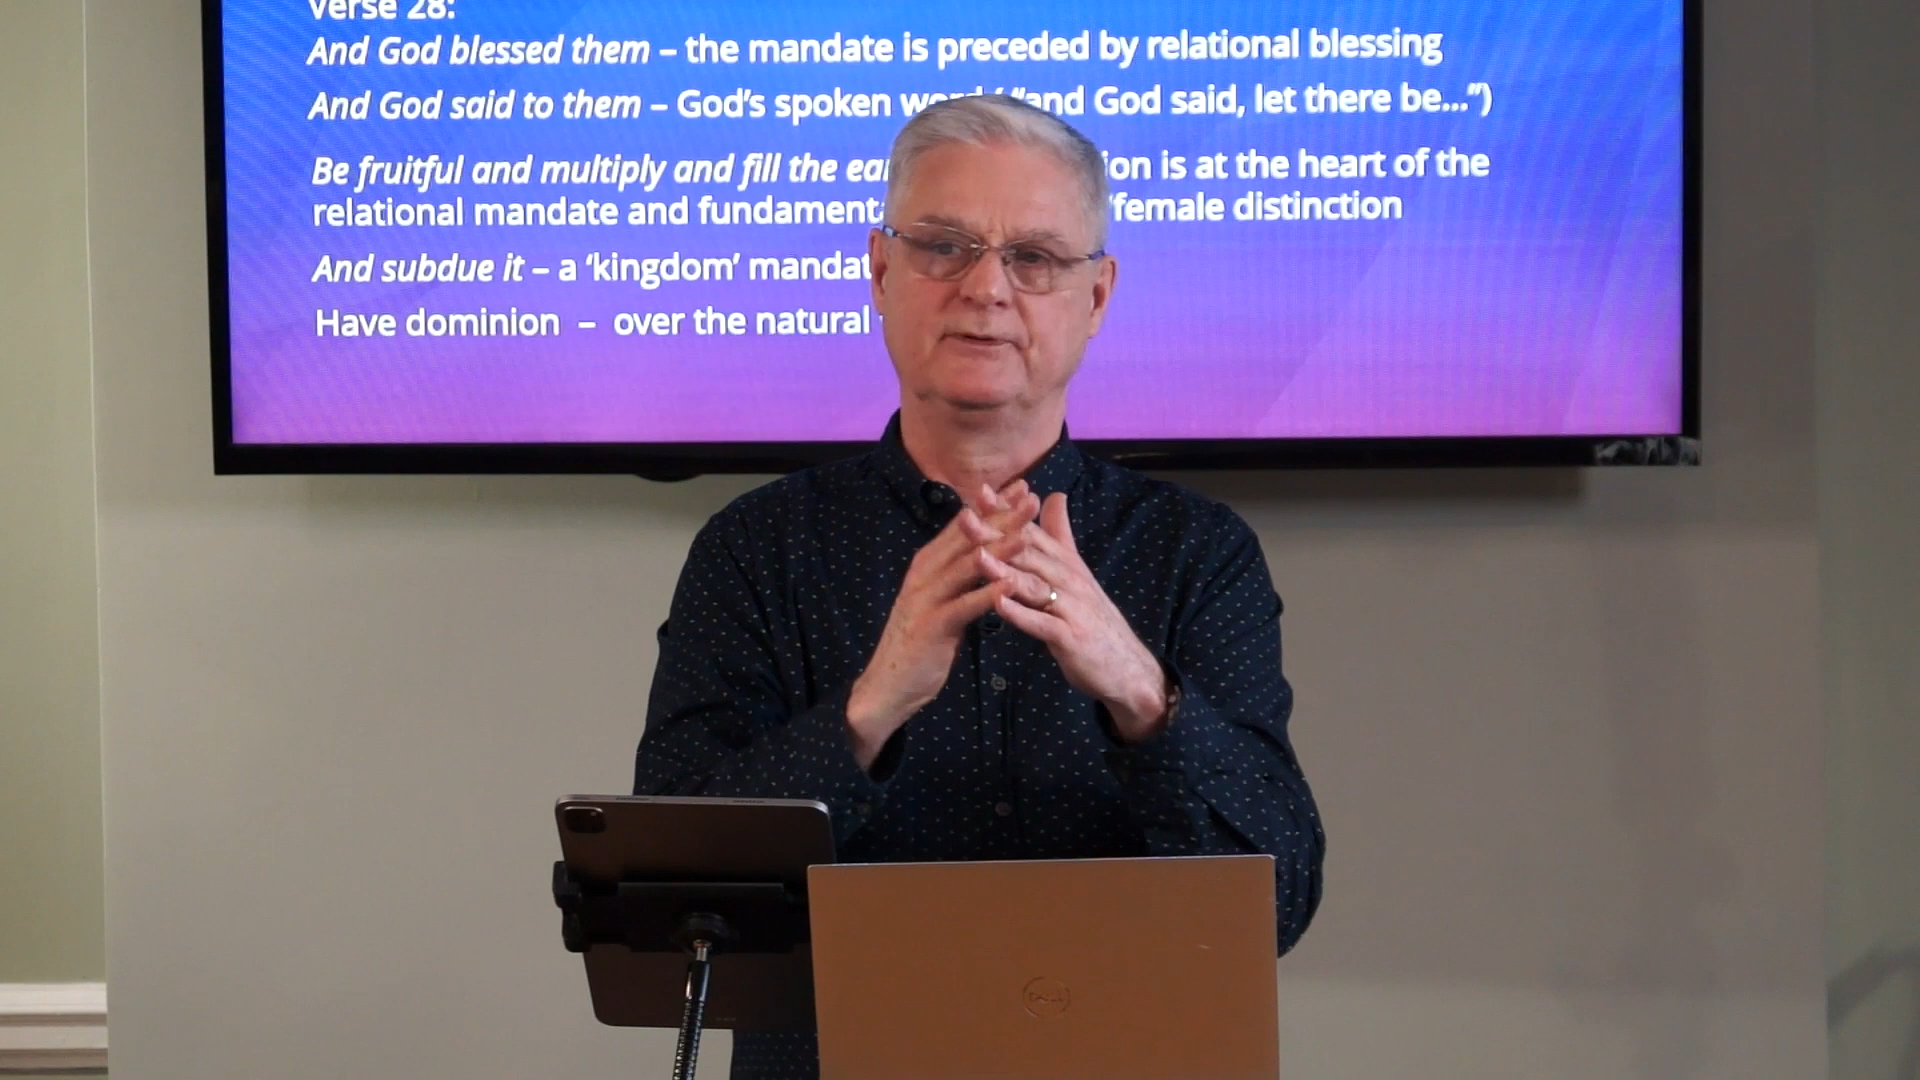 Verse 28:
And God blessed them – the mandate is preceded by relational blessing
And God said to them – God's spoken word ( "and God said, let there be...")
Be fruitful and multiply and fill the is at the heart of the
relational mandate and female distinction
And subdue it – a 'kingdom'
Have dominion – over the natural
DELL